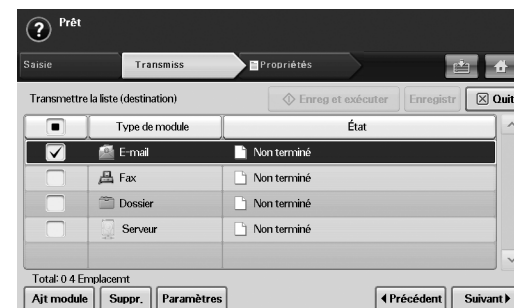 Prêt
Saisie Transmiss Propriétés
Transmettre la liste (destination) Enreg et exécuter Enregistr Quit
Type de module État
E-mail Non terminé
Fax Non terminé
Dossier Non terminé
Serveur Non terminé
Total: 0 4 Emplacemt
Ajt module Suppr. Paramètres Précédent Suivant